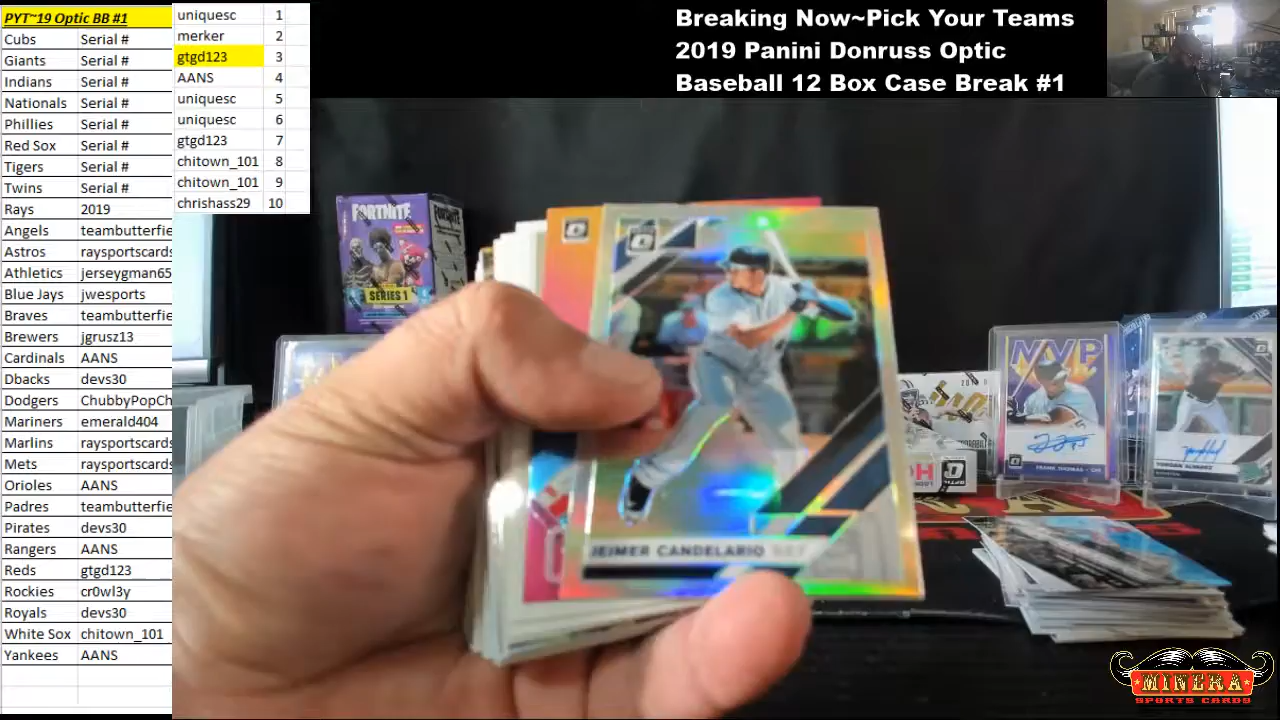 PYT~19 Optic BB #1
Cubs Serial #
Giants Serial #
Indians Serial #
Nationals Serial #
Phillies Serial #
Red Sox Serial #
Tigers Serial #
Twins Serial #
Rays 2019
Angels teambutterfie
Astros raysportscards
Athletics jerseygman65
Blue Jays jwesports
Braves teambutterfie
Brewers jgrusz13
Cardinals AANS
Dbacks devs30
Dodgers ChubbyPopCh
Mariners emerald404
Marlins raysportscards
Mets raysportscards
Orioles AANS
Padres teambutterfie
Pirates devs30
Rangers AANS
Reds gtgd123
Rockies cr0wl3y
Royals devs30
White Sox chitown_101
Yankees AANS
uniquesc 1
merker 2
gtgd123 3
AANS 4
uniquesc 5
uniquesc 6
gtgd123 7
chitown_101 8
chitown_101 9
chrishass29 10
Breaking Now~Pick Your Teams
2019 Panini Donruss Optic
Baseball 12 Box Case Break #1
FORTNITE
SERIES 1
JEIMER CANDELARIO
MVP
FRANK THOMAS
YORDAN ALVAREZ
MINERA
SPORTS CARDS